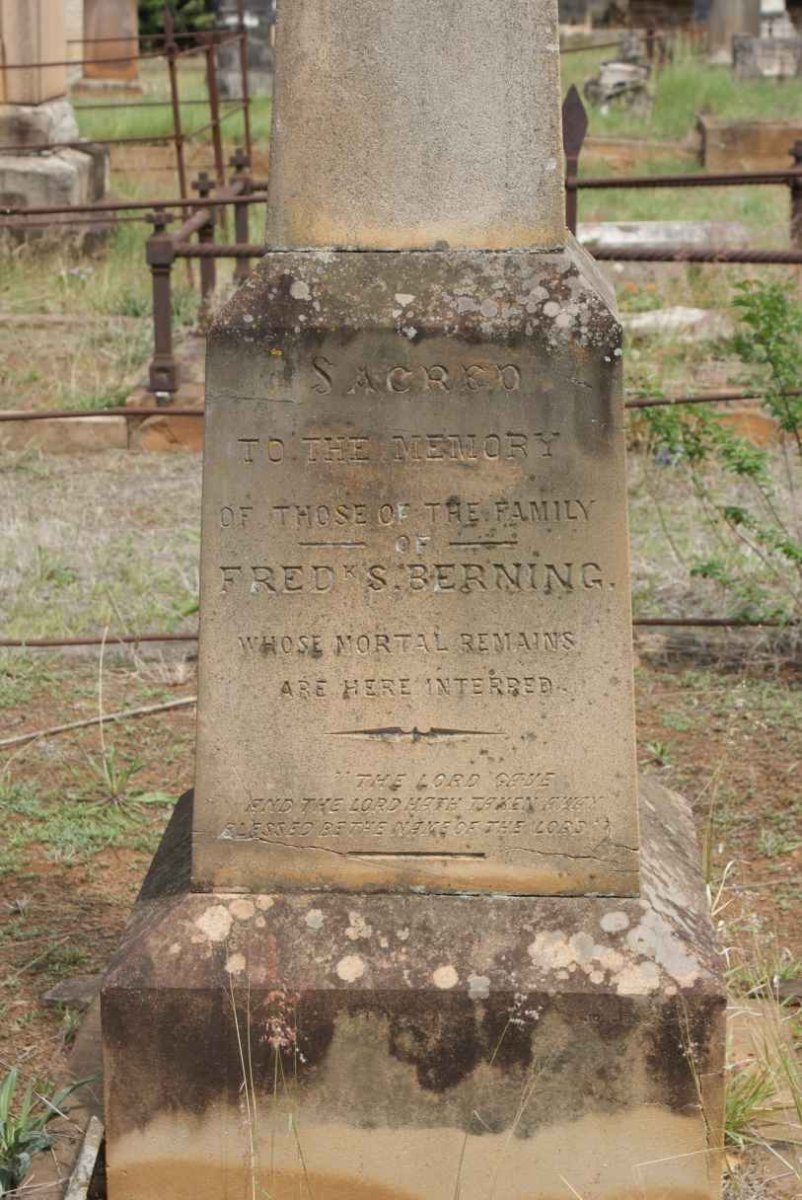 SACRED
TO THE MEMORY
OF THOSE OF THE FAMILY
OF
FREDK S. BERNING.
WHOSE MORTAL REMAINS
ARE HERE INTERRED.
"THE LORD GAVE
AND THE LORD HATH TAKEN AWAY
BLESSED BE THE NAME OF THE LORD"